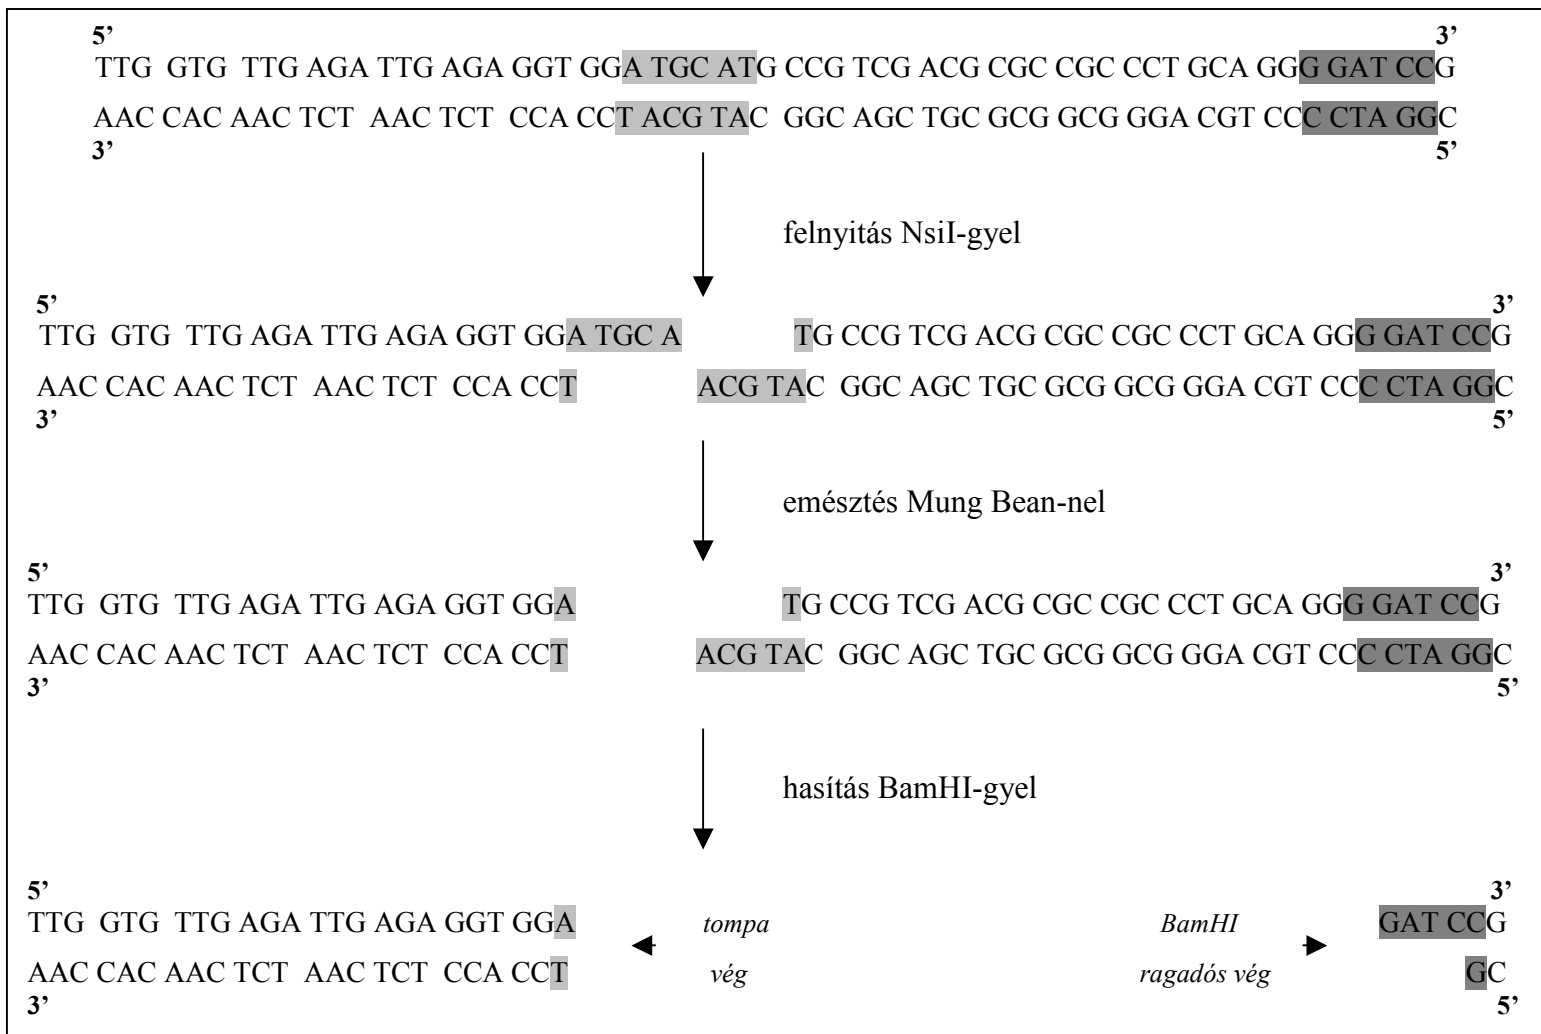 5’ 3’
TTG GTG TTG AGA TTG AGA GGT GGA TGC ATG CCG TCG ACG CGC CGC CCT GCA GGG GAT CCG
AAC CAC AAC TCT AAC TCT CCA CCT ACG TAC GGC AGC TGC GCG GCG GGA CGT CCC CTA GGC
3’ 5’
felnyitás NsiI-gyel
5’ 3’
TTG GTG TTG AGA TTG AGA GGT GGA TGC A TG CCG TCG ACG CGC CGC CCT GCA GGG GAT CCG
AAC CAC AAC TCT AAC TCT CCA CCT ACG TAC GGC AGC TGC GCG GCG GGA CGT CCC CTA GGC
3’ 5’
emésztés Mung Bean-nel
5’ 3’
TTG GTG TTG AGA TTG AGA GGT GGA TG CCG TCG ACG CGC CGC CCT GCA GGG GAT CCG
AAC CAC AAC TCT AAC TCT CCA CCT ACG TAC GGC AGC TGC GCG GCG GGA CGT CCC CTA GGC
3’ 5’
hasítás BamHI-gyel
5’ 3’
TTG GTG TTG AGA TTG AGA GGT GGA tompa BamHI GAT CCG
AAC CAC AAC TCT AAC TCT CCA CCT vég ragadós vég GC
3’ 5’